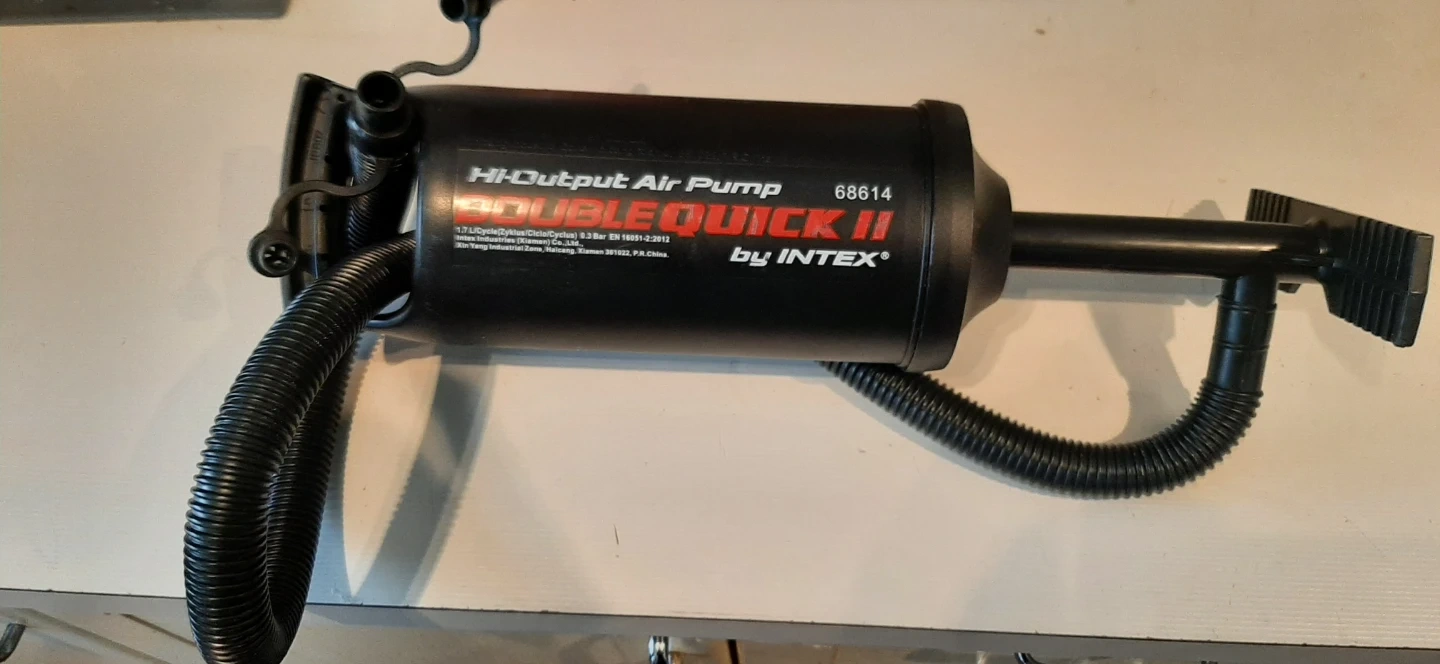 Hi-Output Air Pump
68614
DOUBLE QUICK II
1.7 L/Cycle(Zyklus/Ciclo/Cyclus) 0.3 Bar EN 16051-2:2012
Intex Industries (Xiamen) Co.,Ltd.,
Xin Yang Industrial Zone, Haicang, Xiamen 361022, P.R.China.
by INTEX®